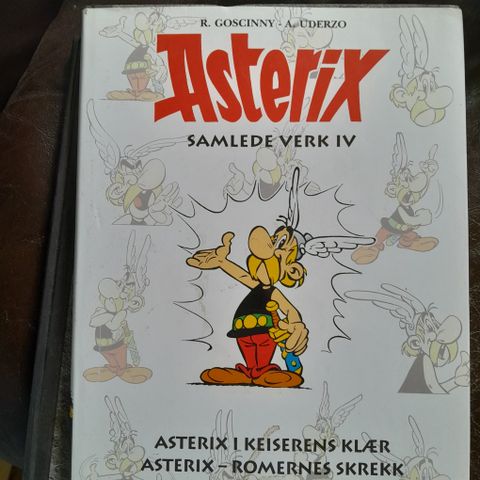 R. GOSCINNY - A. UDERZO
Asterix
SAMLEDE VERK IV
ASTERIX I KEISERENS KLÆR
ASTERIX – ROMERNES SKREKK